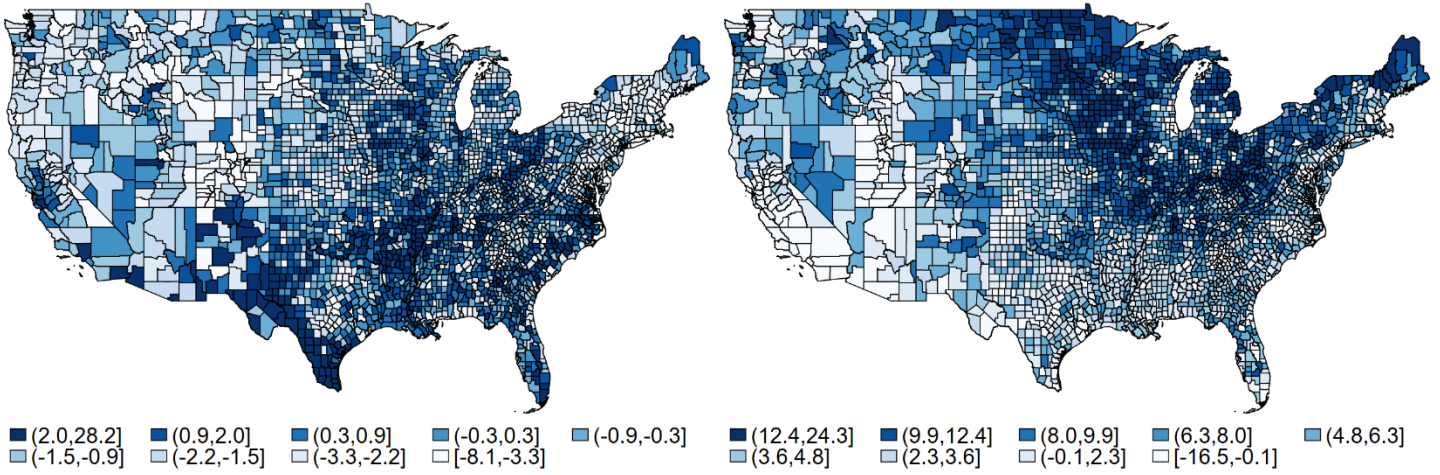 (2.0,28.2] (0.9,2.0] (0.3,0.9] (-0.3,0.3] (-0.9,-0.3]
(-1.5,-0.9] (-2.2,-1.5] (-3.3,-2.2] [-8.1,-3.3]
(12.4,24.3] (9.9,12.4] (8.0,9.9] (6.3,8.0] (4.8,6.3]
(3.6,4.8] (2.3,3.6] (-0.1,2.3] [-16.5,-0.1]